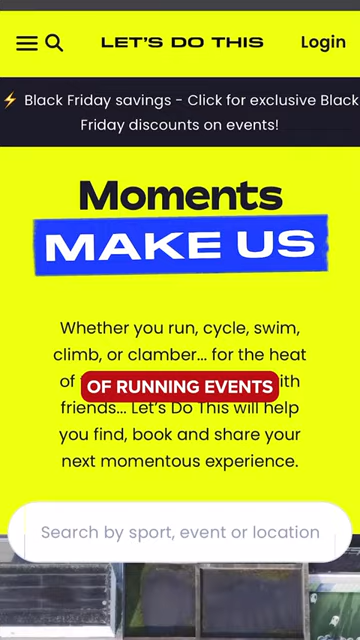 LET'S DO THIS
Login
⚡ Black Friday savings - Click for exclusive Black
Friday discounts on events!
Moments
MAKE US
Whether you run, cycle, swim,
climb, or clamber... for the heat
of
OF RUNNING EVENTS
ith
friends... Let's Do This will help
you find, book and share your
next momentous experience.
Search by sport, event or location